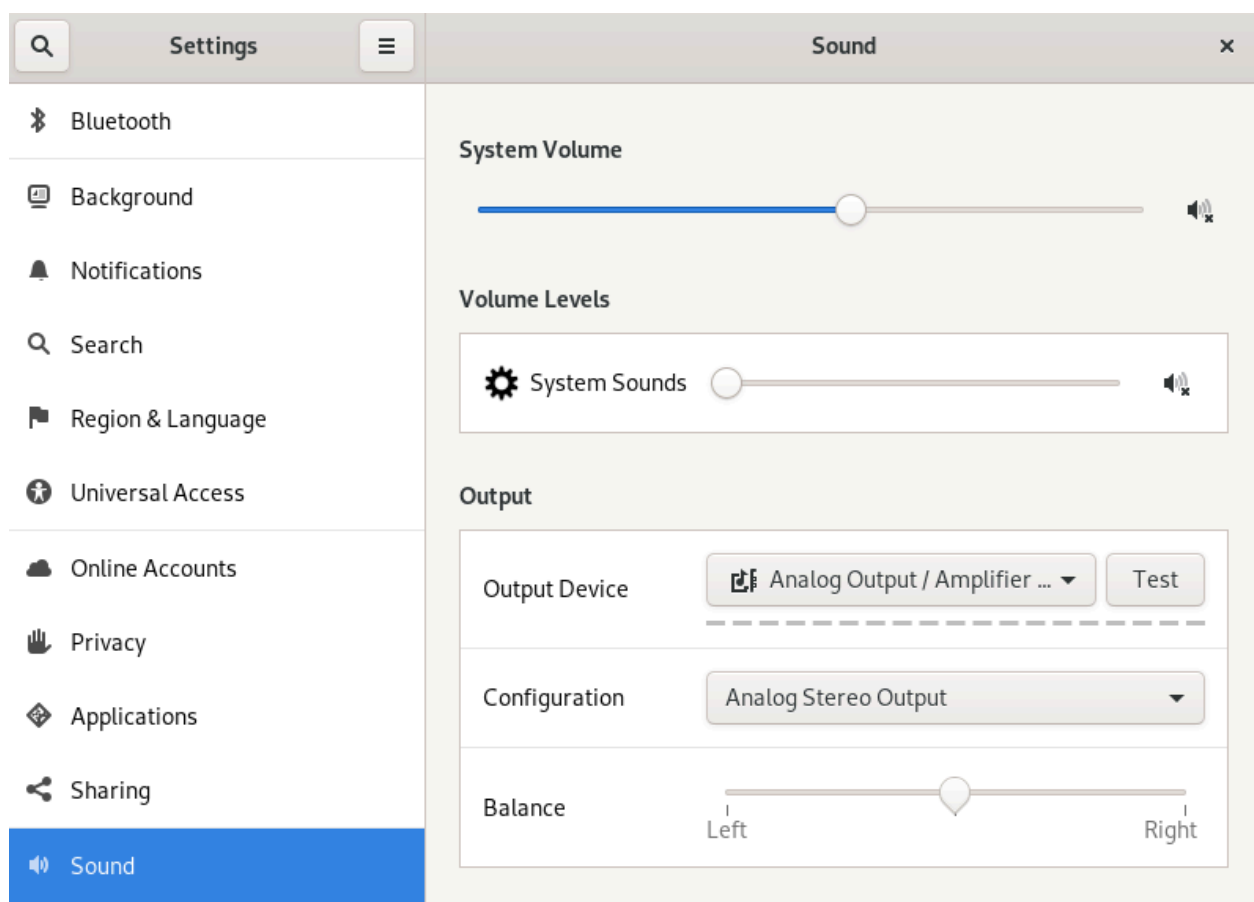 Settings
Sound
Bluetooth
Background
Notifications
Search
Region & Language
Universal Access
Online Accounts
Privacy
Applications
Sharing
Sound
System Volume
Volume Levels
System Sounds
Output
Output Device
Analog Output / Amplifier ...
Test
Configuration
Analog Stereo Output
Balance
Left
Right